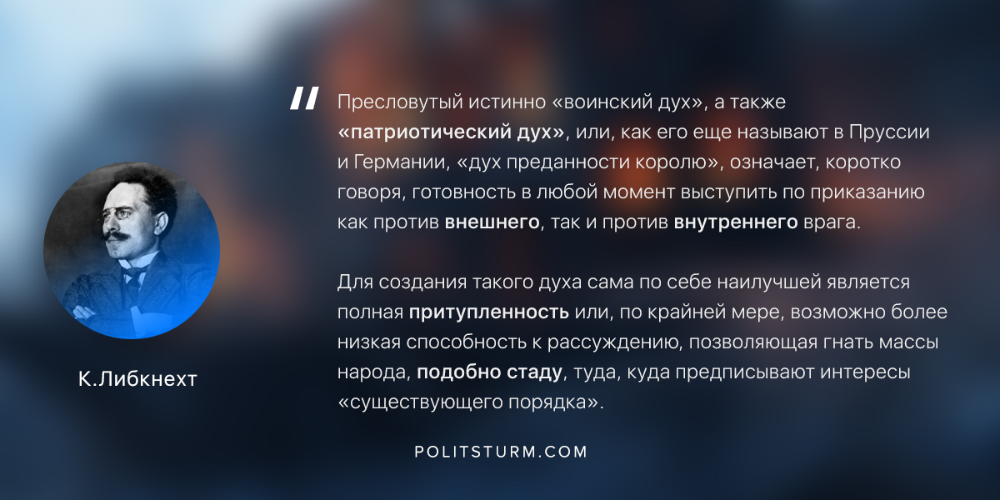 Пресловутый истинно «воинский дух», а также
«патриотический дух», или, как его еще называют в Пруссии
и Германии, «дух преданности королю», означает, коротко
говоря, готовность в любой момент выступить по приказанию
как против внешнего, так и против внутреннего врага.
Для создания такого духа сама по себе наилучшей является
полная притупленность или, по крайней мере, возможно более
низкая способность к рассуждению, позволяющая гнать массы
народа, подобно стаду, туда, куда предписывают интересы
«существующего порядка».
К.Либкнехт
POLITSTURM.COM